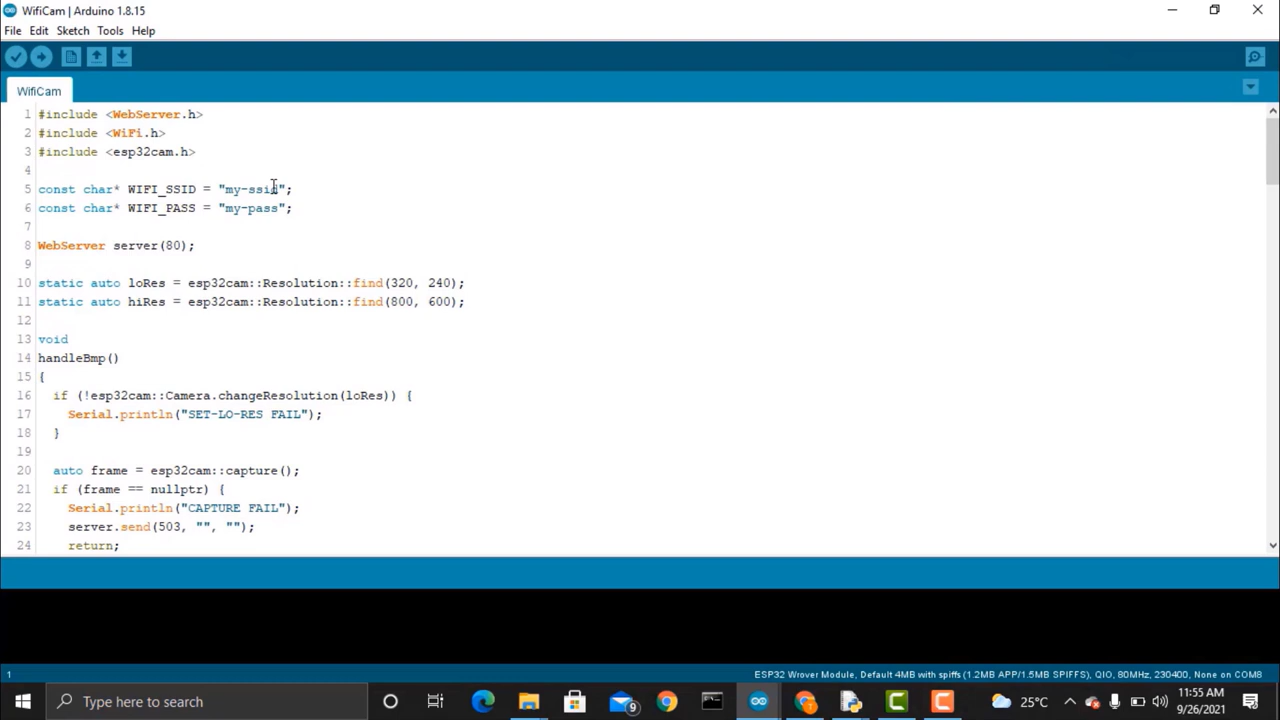 WifiCam | Arduino 1.8.15
File Edit Sketch Tools Help
WifiCam
1 #include <WebServer.h>
2 #include <WiFi.h>
3 #include <esp32cam.h>
4
5 const char* WIFI_SSID = "my-ssid";
6 const char* WIFI_PASS = "my-pass";
7
8 WebServer server(80);
9
10 static auto loRes = esp32cam::Resolution::find(320, 240);
11 static auto hiRes = esp32cam::Resolution::find(800, 600);
12
13 void
14 handleBmp()
15 {
16 if (!esp32cam::Camera.changeResolution(loRes)) {
17 Serial.println("SET-LO-RES FAIL");
18 }
19
20 auto frame = esp32cam::capture();
21 if (frame == nullptr) {
22 Serial.println("CAPTURE FAIL");
23 server.send(503, "", "");
24 return;
1 ESP32 Wrover Module, Default 4MB with spiffs (1.2MB APP/1.5MB SPIFFS), QIO, 80MHz, 230400, None on COM8
Type here to search 9 25°C 11:55 AM
9/26/2021